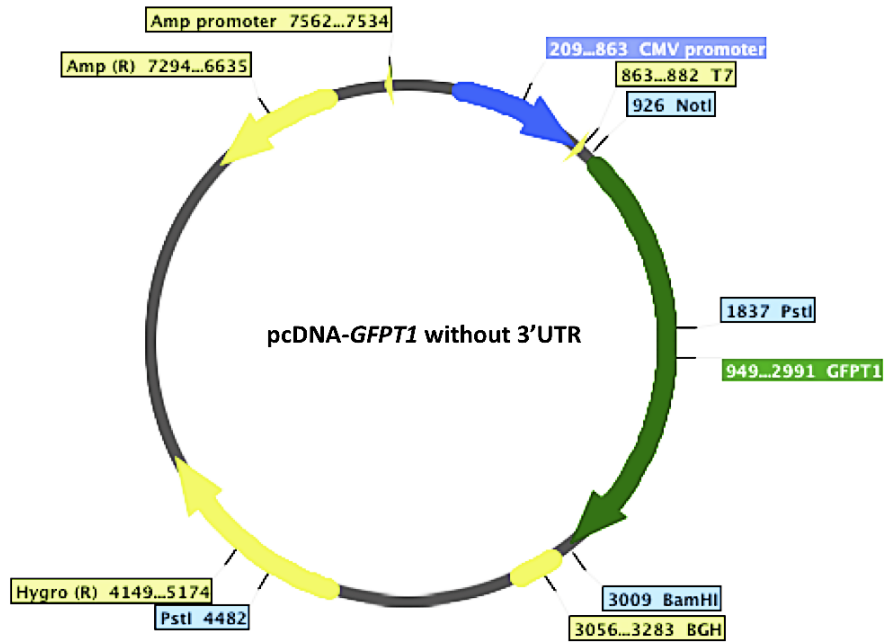 Amp promoter 7562...7534
209...863 CMV promoter
Amp (R) 7294...6635
863...882 T7
926 NotI
1837 PstI
pcDNA-GFPT1 without 3'UTR
949...2991 GFPT1
Hygro (R) 4149...5174
PstI 4482
3009 BamHI
3056...3283 BGH